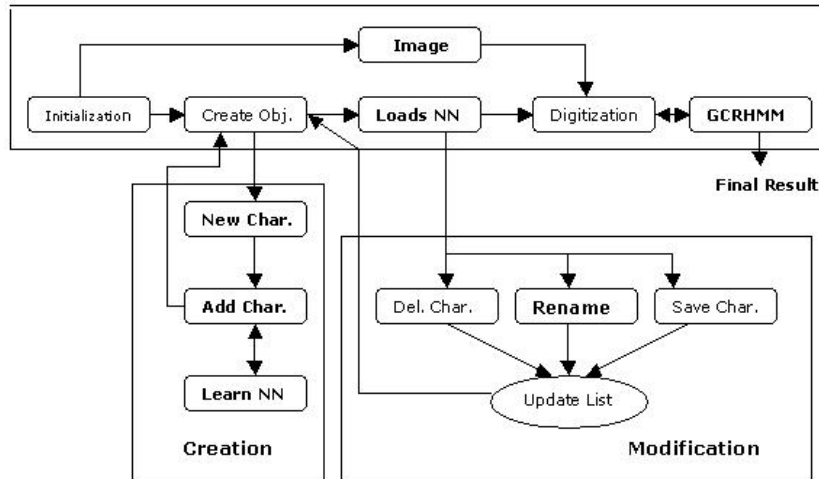 Image
Initialization
Create Obj.
Loads NN
Digitization
GCRHMM
Final Result
New Char.
Add Char.
Learn NN
Creation
Del. Char.
Rename
Save Char.
Update List
Modification